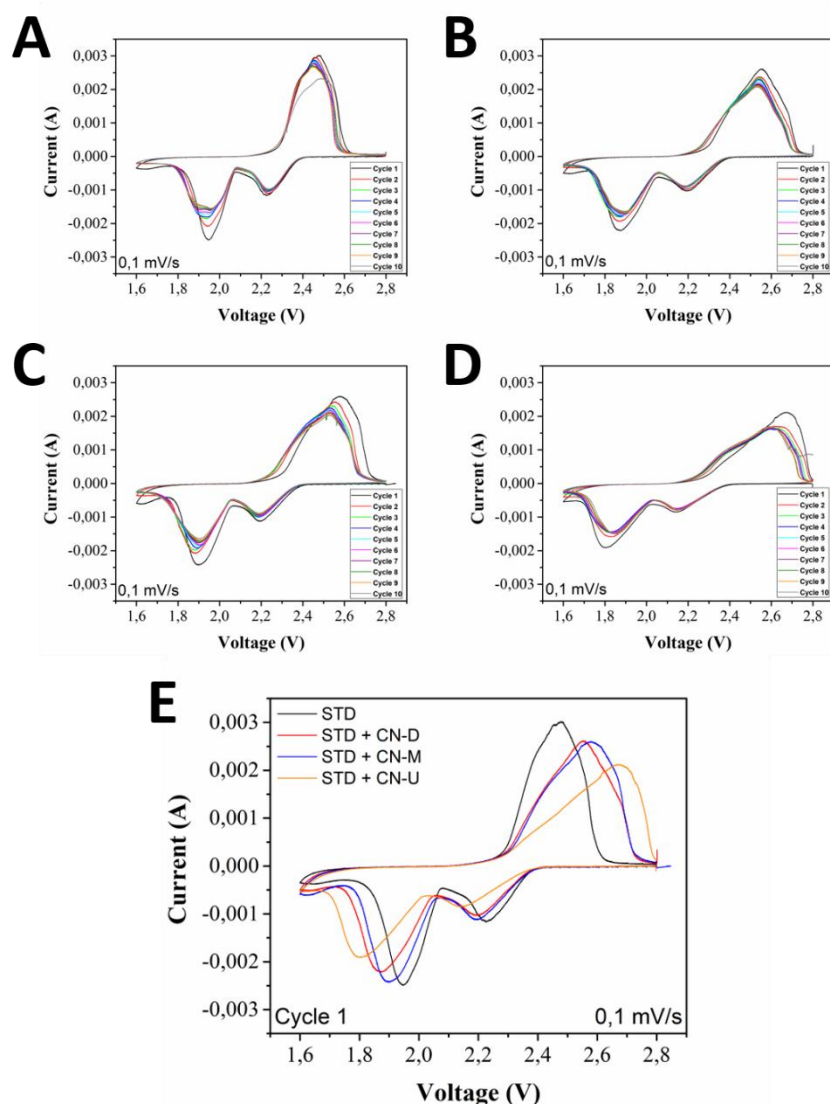 A
Current (A)
0,003
0,002
0,001
0,000
-0,001
-0,002
-0,003
Cycle 1
Cycle 2
Cycle 3
Cycle 4
Cycle 5
Cycle 6
Cycle 7
Cycle 8
Cycle 9
Cycle 10
0,1 mV/s
1,6 1,8 2,0 2,2 2,4 2,6 2,8
Voltage (V)
B
Current (A)
0,003
0,002
0,001
0,000
-0,001
-0,002
-0,003
Cycle 1
Cycle 2
Cycle 3
Cycle 4
Cycle 5
Cycle 6
Cycle 7
Cycle 8
Cycle 9
Cycle 10
0,1 mV/s
1,6 1,8 2,0 2,2 2,4 2,6 2,8
Voltage (V)
C
Current (A)
0,003
0,002
0,001
0,000
-0,001
-0,002
-0,003
Cycle 1
Cycle 2
Cycle 3
Cycle 4
Cycle 5
Cycle 6
Cycle 7
Cycle 8
Cycle 9
Cycle 10
0,1 mV/s
1,6 1,8 2,0 2,2 2,4 2,6 2,8
Voltage (V)
D
Current (A)
0,003
0,002
0,001
0,000
-0,001
-0,002
-0,003
Cycle 1
Cycle 2
Cycle 3
Cycle 4
Cycle 5
Cycle 6
Cycle 7
Cycle 8
Cycle 9
Cycle 10
0,1 mV/s
1,6 1,8 2,0 2,2 2,4 2,6 2,8
Voltage (V)
E
Current (A)
0,003
0,002
0,001
0,000
-0,001
-0,002
-0,003
STD
STD + CN-D
STD + CN-M
STD + CN-U
Cycle 1 0,1 mV/s
1,6 1,8 2,0 2,2 2,4 2,6 2,8
Voltage (V)